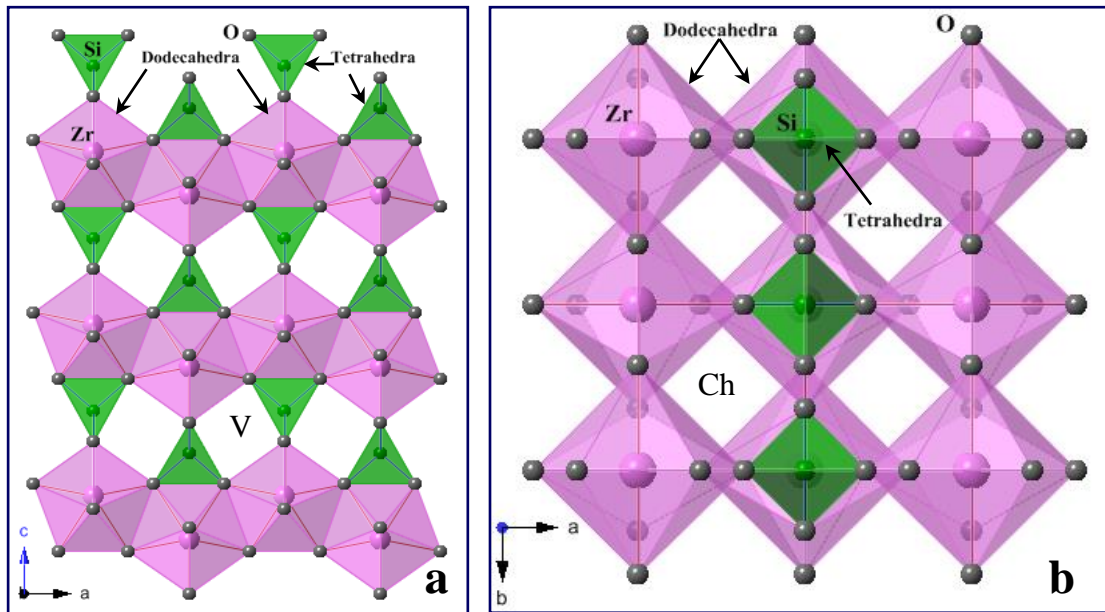 Si
O
Dodecahedra
Tetrahedra
Zr
V
c
b a
a
O
Dodecahedra
Zr
Si
Tetrahedra
Ch
a
b
b